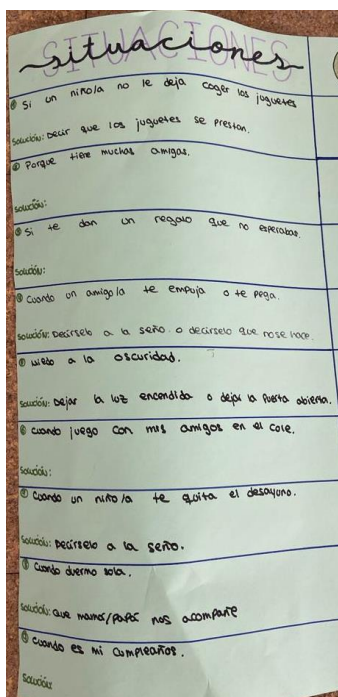 SITUACIONES
situaciones
① Si un niño/a no le deja coger los juguetes
Solución: Decir que los juguetes se prestan.
② Porque tiene muchas amigas.
Solución:
③ Si te dan un regalo que no esperabas.
Solución:
④ Cuando un amigo/a te empuja o te pega.
Solución: Decírselo a la seño. o decirselo que no se hace.
⑤ Miedo a la oscuridad.
Solución: Dejar la luz encendida o dejar la puerta abierta.
⑥ Cuando juego con mis amigos en el cole.
Solución:
⑦ Cuando un niño/a te quita el desayuno.
Solución: Decírselo a la seño.
⑧ Cuando duermo sola.
Solución: Que mamá/papá nos acompañe
⑨ Cuando es mi cumpleaños.
Solución: